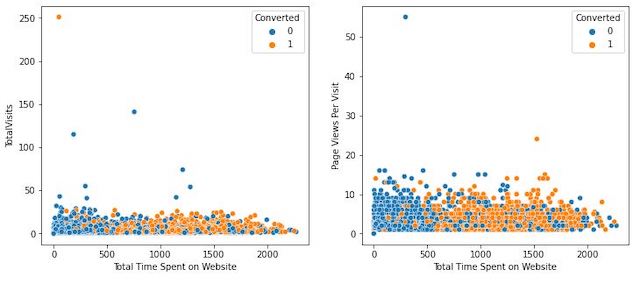 Converted
0
1
TotalVisits
250
200
150
100
50
0
0 500 1000 1500 2000
Total Time Spent on Website
Converted
0
1
Page Views Per Visit
50
40
30
20
10
0
0 500 1000 1500 2000
Total Time Spent on Website